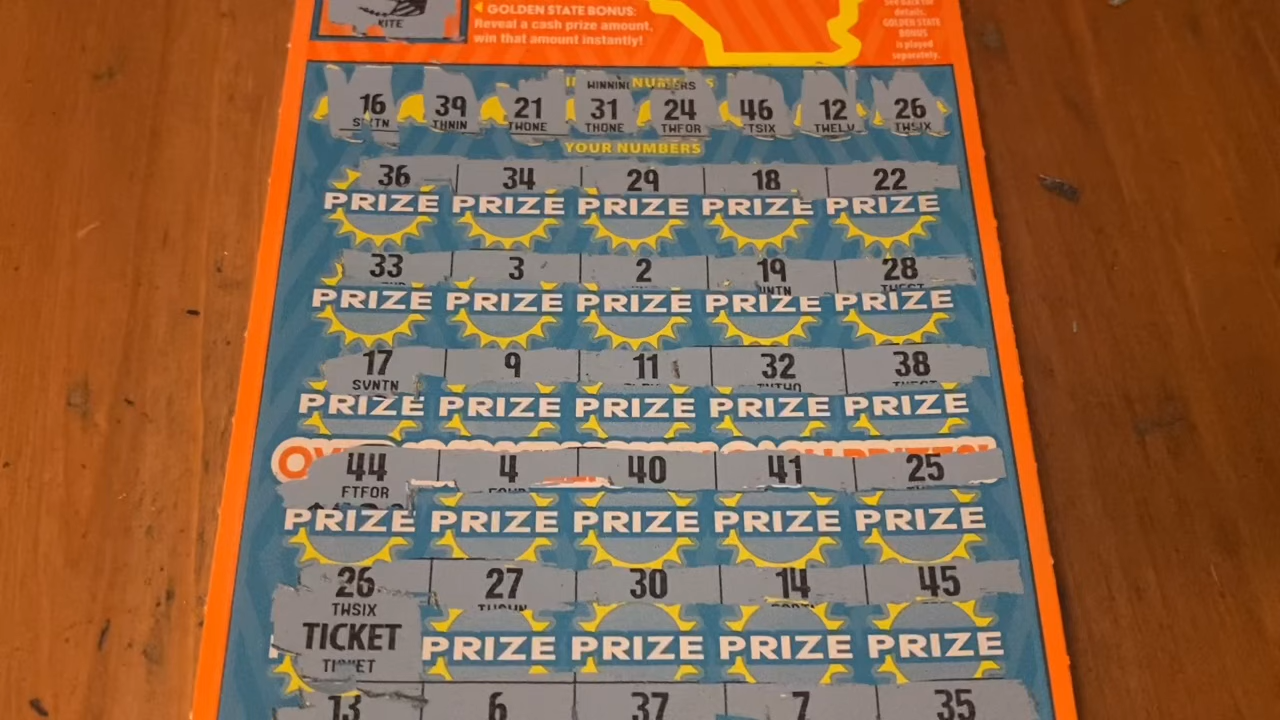 KITE
GOLDEN STATE BONUS:
Reveal a cash prize amount,
win that amount instantly!
See back for
details.
GOLDEN STATE
BONUS
is played
separately.
WINNING NUMBERS
16 39 21 31 24 46 12 26
SIXTN THNIN TWONE THONE TWFOR FTSIX TWELV TWSIX
YOUR NUMBERS
36 34 29 18 22
PRIZE PRIZE PRIZE PRIZE PRIZE
33 3 2 19 28
PRIZE PRIZE PRIZE PRIZE PRIZE
17 9 11 32 38
SVNTN
PRIZE PRIZE PRIZE PRIZE PRIZE
44 4 40 41 25
FTFOR
PRIZE PRIZE PRIZE PRIZE PRIZE
26 27 30 14 45
TWSIX
TICKET PRIZE PRIZE PRIZE PRIZE
TICKET
13 6 37 7 35